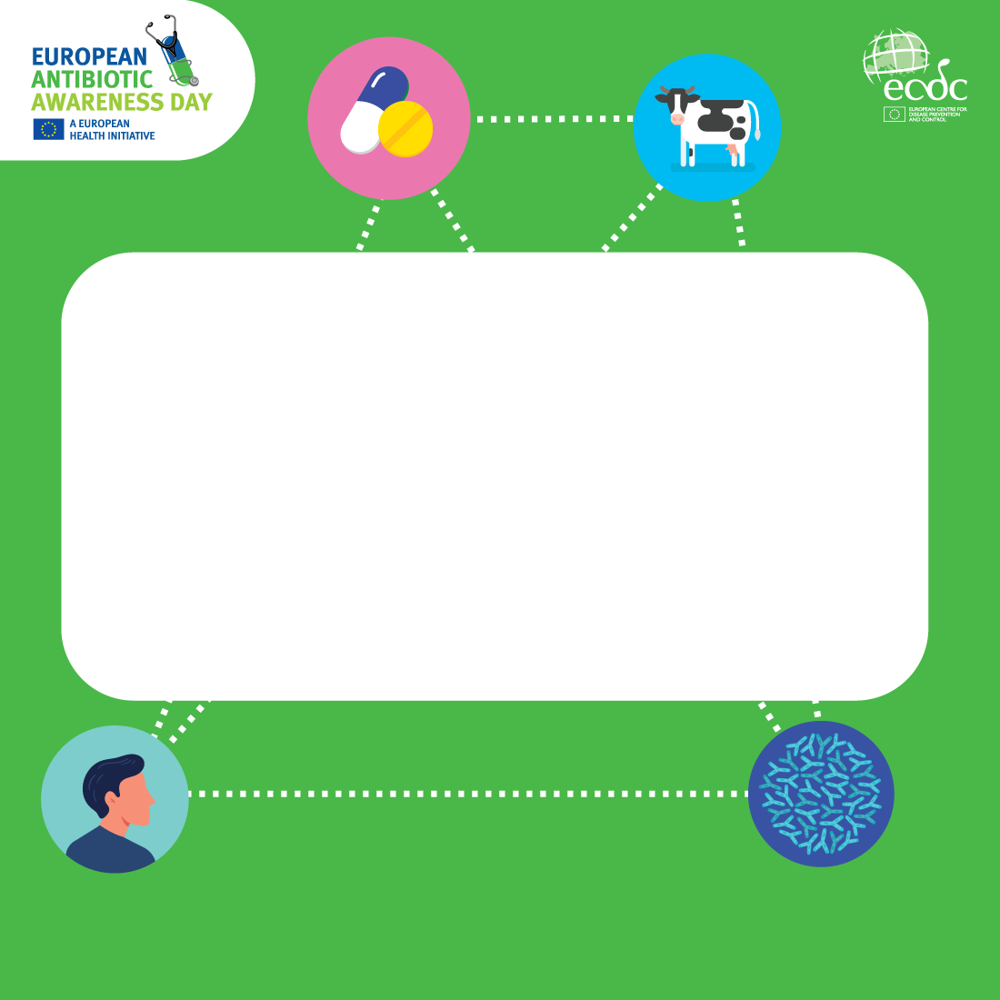 EUROPEAN
ANTIBIOTIC
AWARENESS DAY
A EUROPEAN
HEALTH INITIATIVE
ecdc
EUROPEAN CENTRE FOR
DISEASE PREVENTION
AND CONTROL